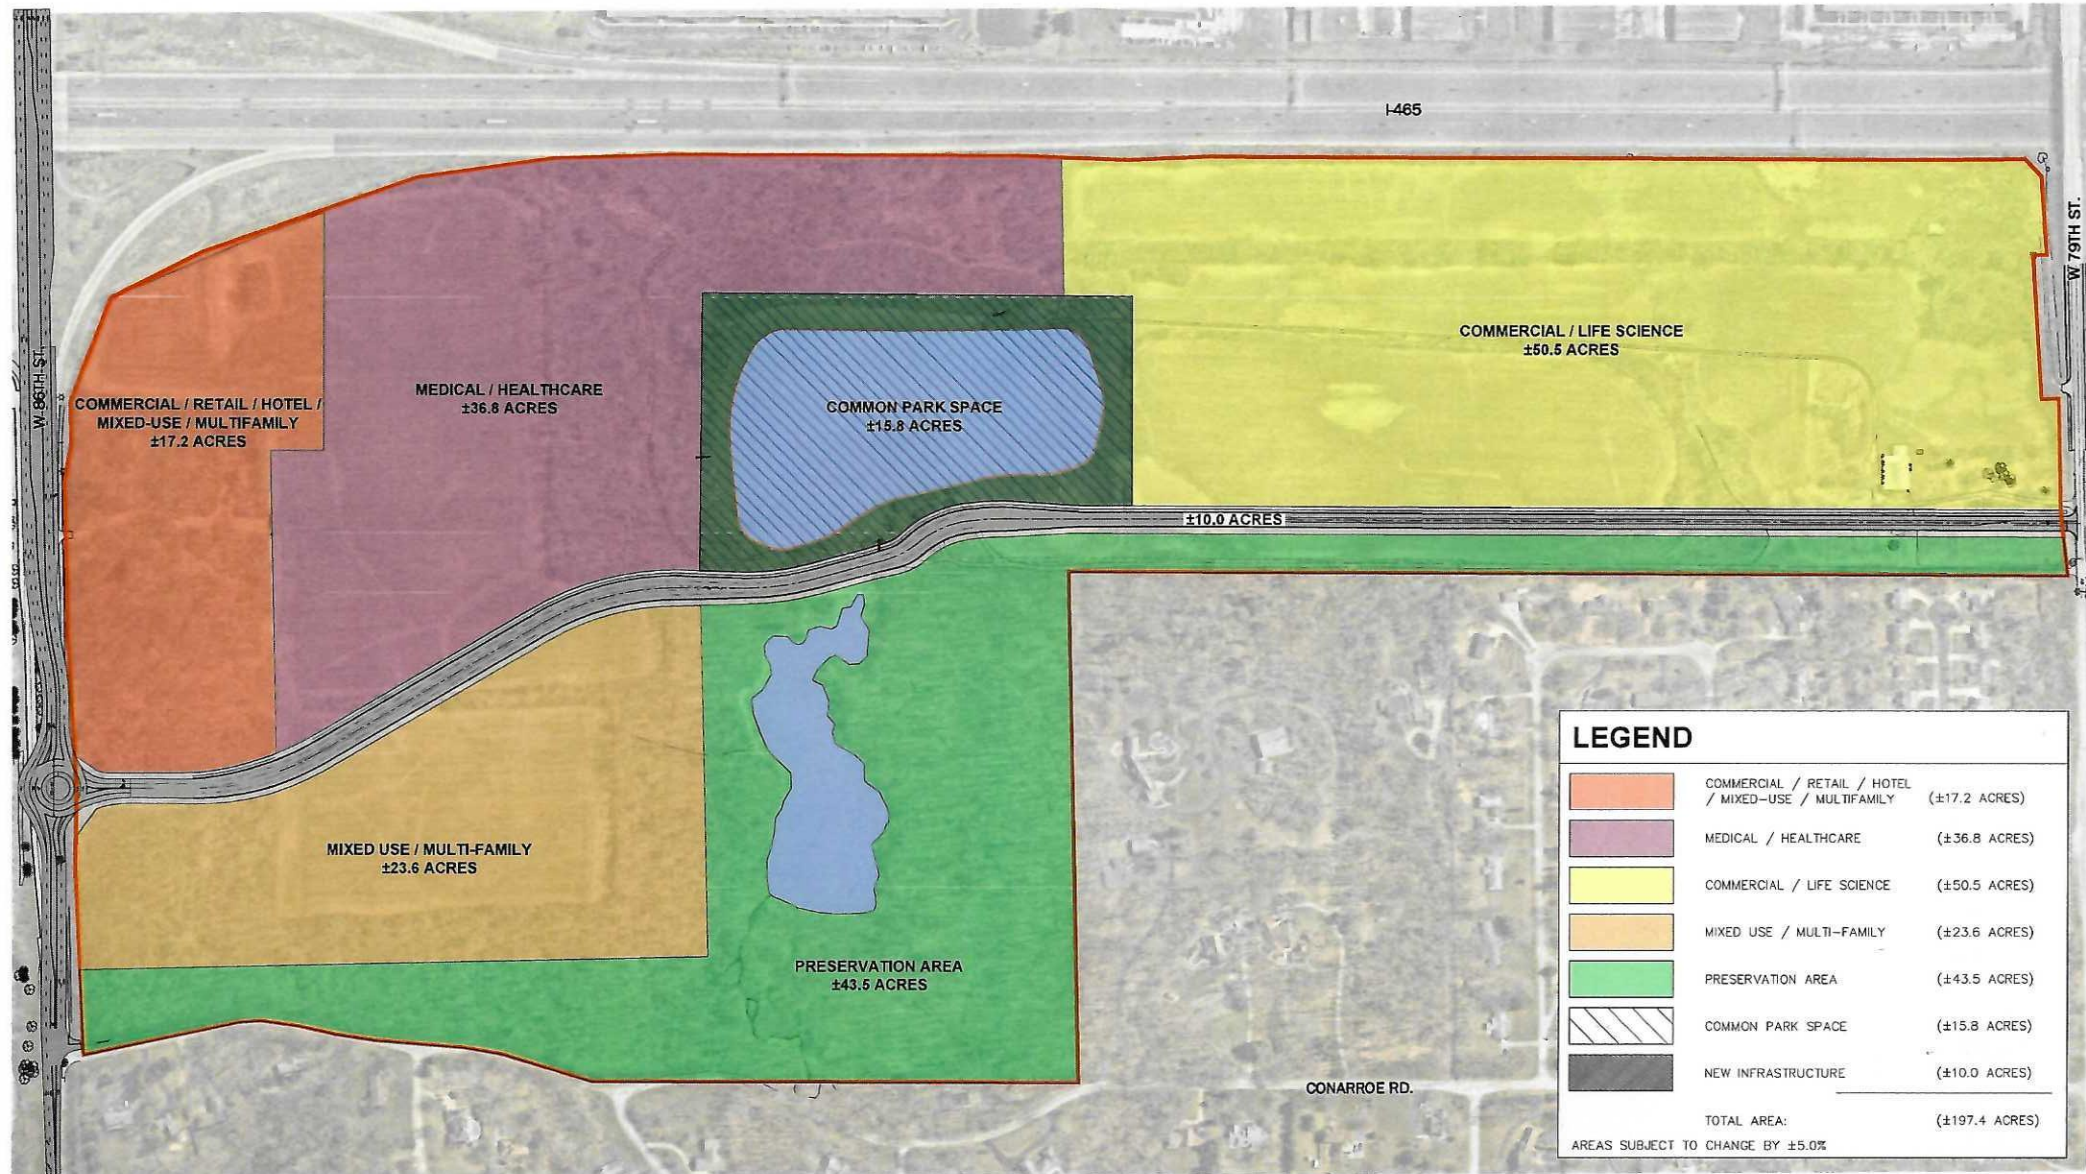 I-465
W 86TH ST.
W 79TH ST.
COMMERCIAL / RETAIL / HOTEL /
MIXED-USE / MULTIFAMILY
±17.2 ACRES
MEDICAL / HEALTHCARE
±36.8 ACRES
COMMON PARK SPACE
±15.8 ACRES
COMMERCIAL / LIFE SCIENCE
±50.5 ACRES
±10.0 ACRES
MIXED USE / MULTI-FAMILY
±23.6 ACRES
PRESERVATION AREA
±43.5 ACRES
CONARROE RD.
LEGEND
COMMERCIAL / RETAIL / HOTEL
/ MIXED-USE / MULTIFAMILY (±17.2 ACRES)
MEDICAL / HEALTHCARE (±36.8 ACRES)
COMMERCIAL / LIFE SCIENCE (±50.5 ACRES)
MIXED USE / MULTI-FAMILY (±23.6 ACRES)
PRESERVATION AREA (±43.5 ACRES)
COMMON PARK SPACE (±15.8 ACRES)
NEW INFRASTRUCTURE (±10.0 ACRES)
TOTAL AREA: (±197.4 ACRES)
AREAS SUBJECT TO CHANGE BY ±5.0%